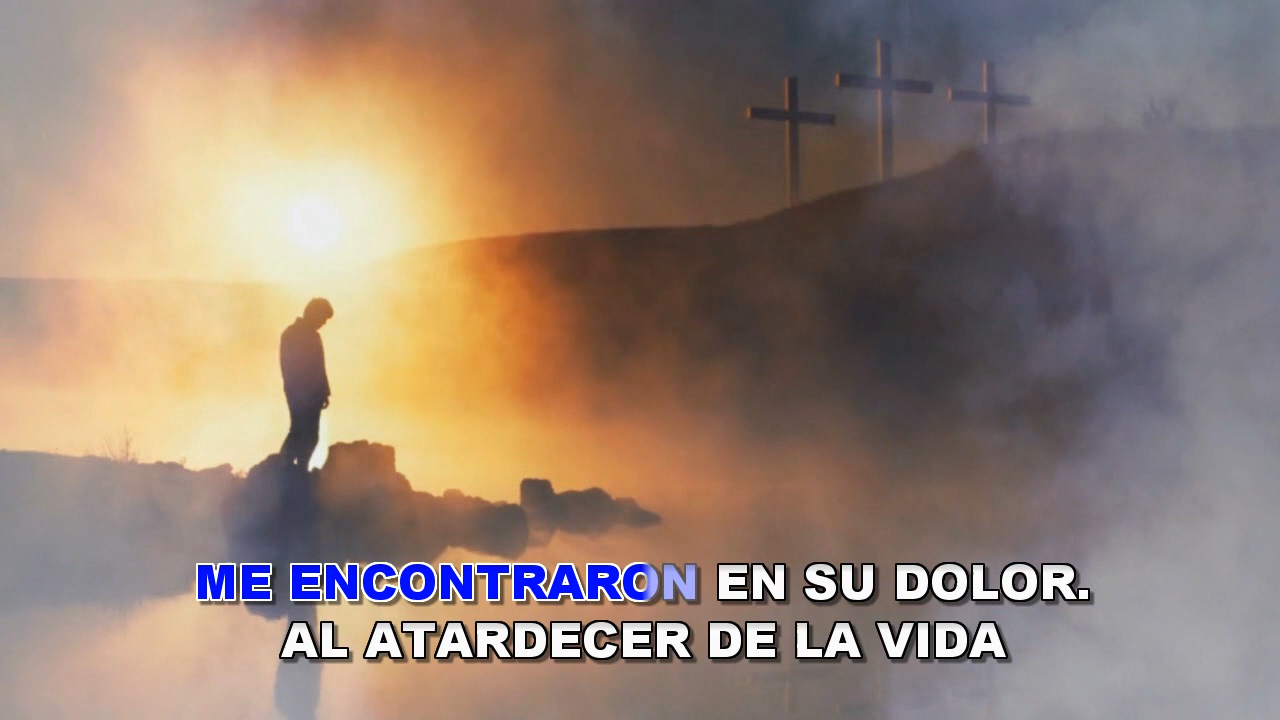 ME ENCONTRARON EN SU DOLOR.
AL ATARDECER DE LA VIDA